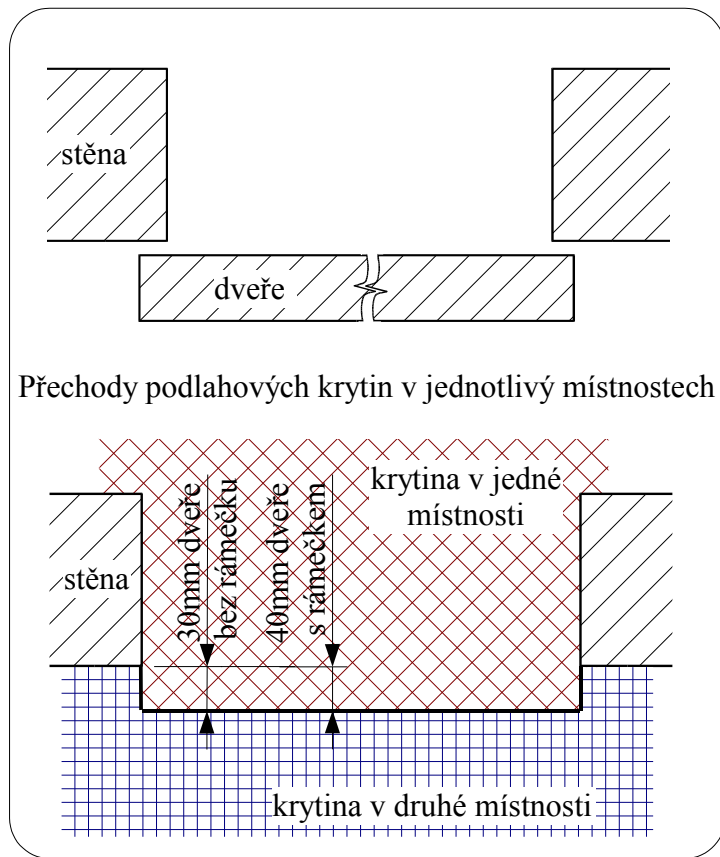 stěna
dveře
Přechody podlahových krytin v jednotlivý místnostech
krytina v jedné
místnosti
30mm dveře
bez rámečku
40mm dveře
s rámečkem
stěna
krytina v druhé místnosti